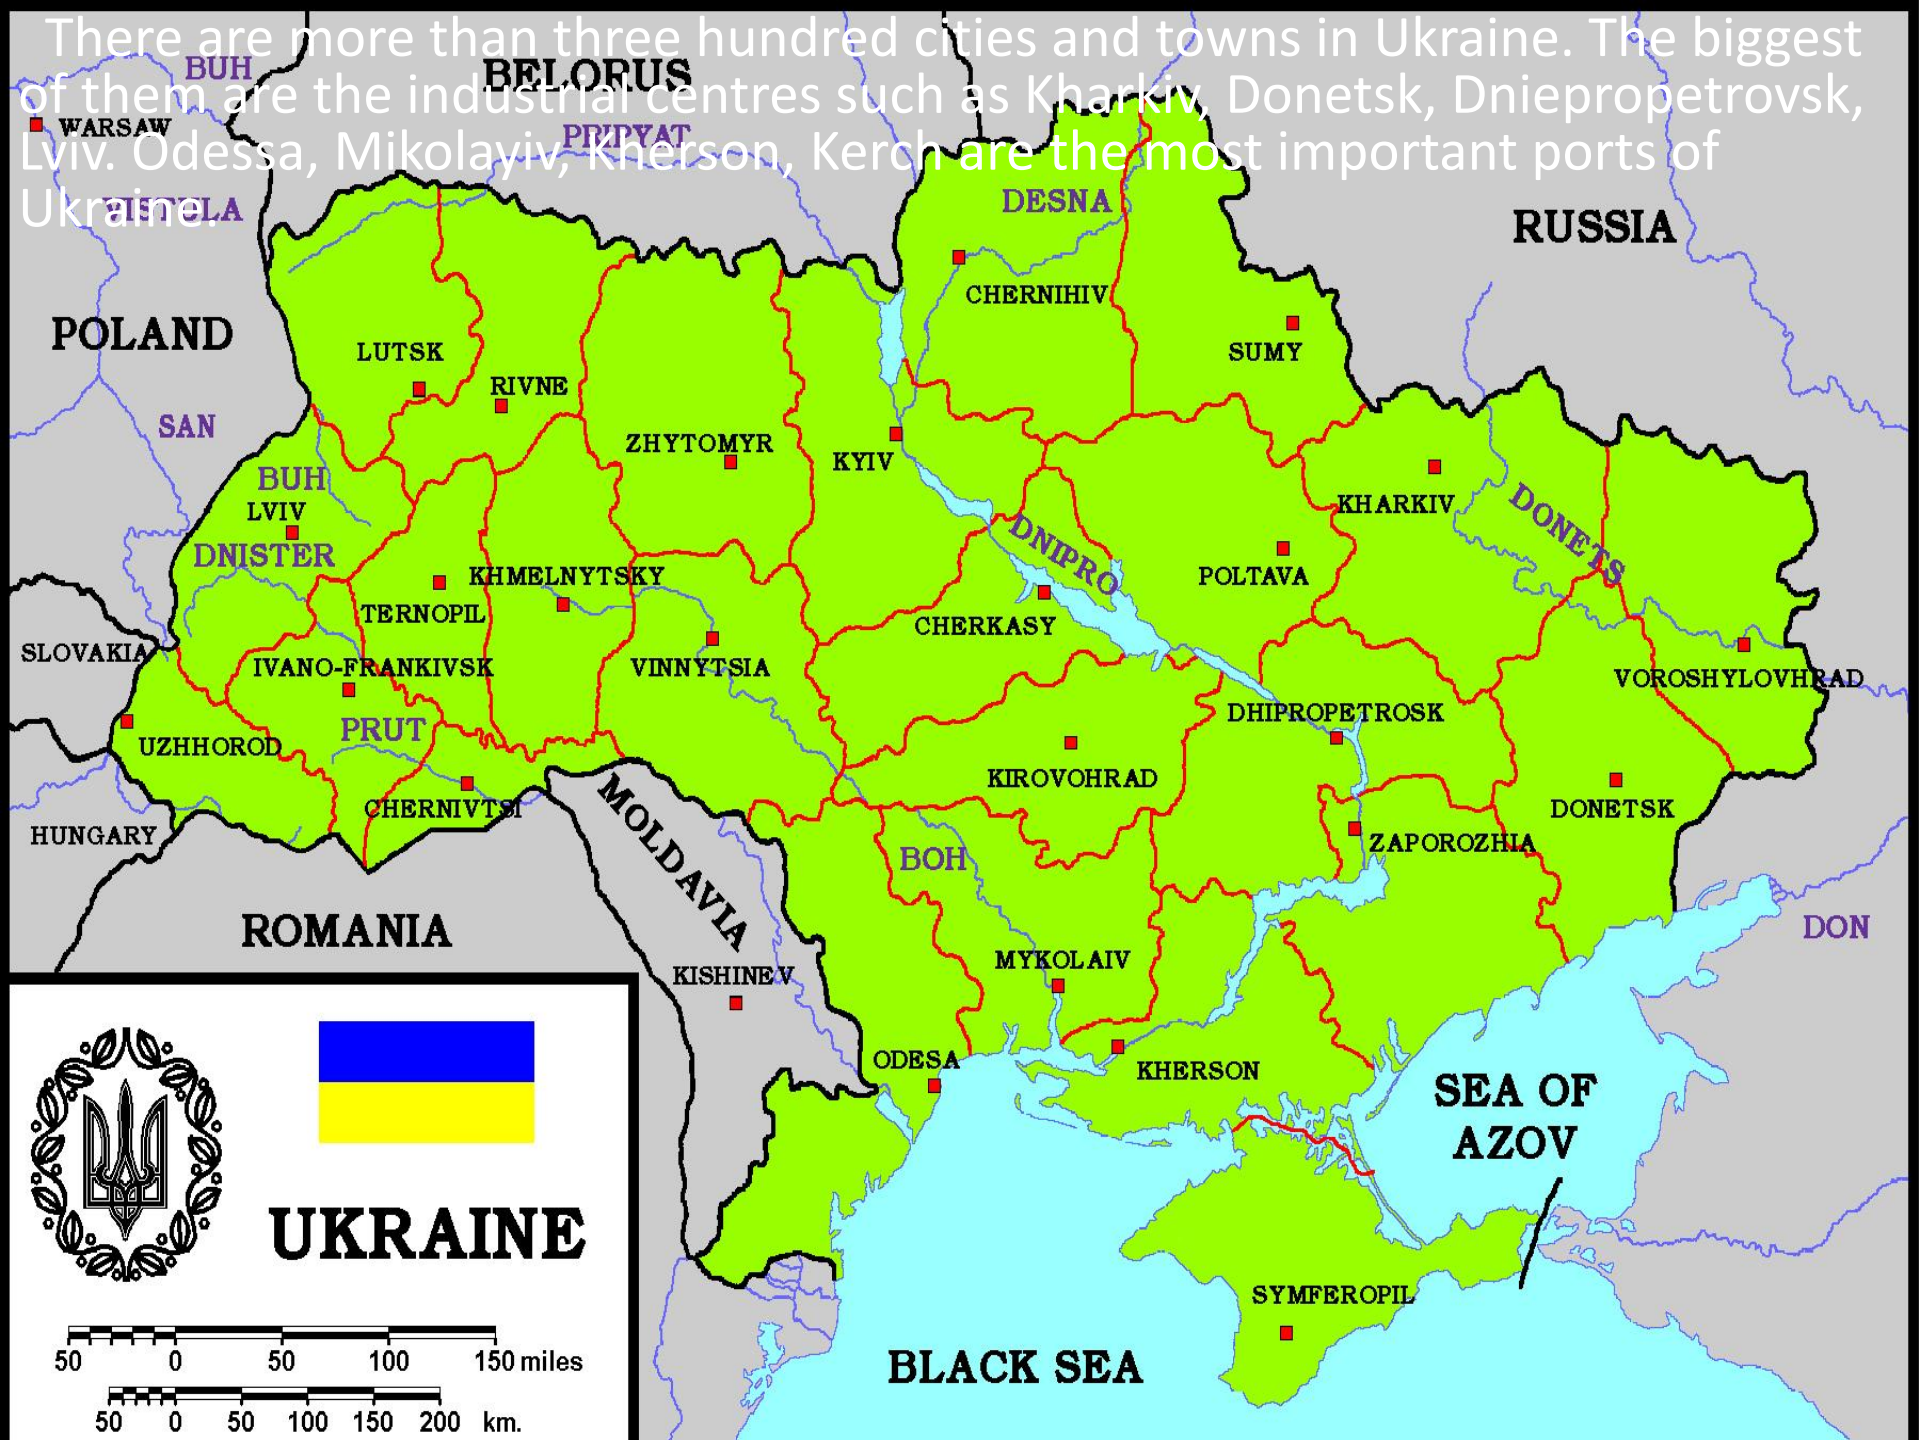 There are more than three hundred cities and towns in Ukraine. The biggest
of them are the industrial centres such as Kharkiv, Donetsk, Dniepropetrovsk,
Lviv. Odessa, Mikolayiv, Kherson, Kerch are the most important ports of
Ukraine.
BUH
BELORUS
WARSAW
PRIPYAT
VISTULA
DESNA
RUSSIA
CHERNIHIV
POLAND
LUTSK
SUMY
RIVNE
SAN
ZHYTOMYR
KYIV
BUH
LVIV
KHARKIV
DONETS
DNISTER
DNIPRO
KHMELNYTSKY
POLTAVA
TERNOPIL
CHERKASY
SLOVAKIA
IVANO-FRANKIVSK
VINNYTSIA
VOROSHYLOVHRAD
DHIPROPETROSK
PRUT
UZHHOROD
KIROVOHRAD
CHERNIVTSI
DONETSK
HUNGARY
MOLDAVIA
ZAPOROZHIA
BOH
ROMANIA
DON
MYKOLAIV
KISHINEV
ODESA
KHERSON
SEA OF
AZOV
UKRAINE
SYMFEROPIL
BLACK SEA
50 0 50 100 150 miles
50 0 50 100 150 200 km.